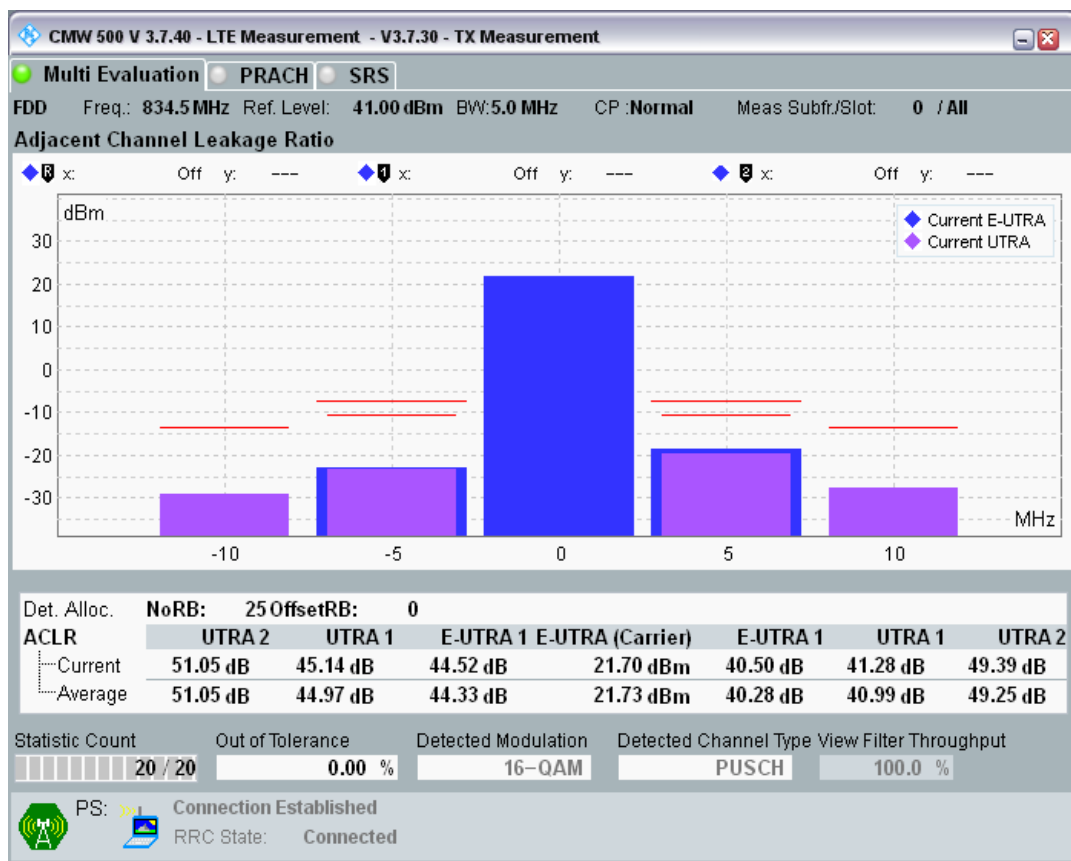 CMW 500 V 3.7.40 - LTE Measurement - V3.7.30 - TX Measurement
Multi Evaluation PRACH SRS
FDD Freq.: 834.5 MHz Ref. Level: 41.00 dBm BW:5.0 MHz CP :Normal Meas Subfr./Slot: 0 / All
Adjacent Channel Leakage Ratio
R x: Off y: --- 1 x: Off y: --- 2 x: Off y: ---
dBm
Current E-UTRA
Current UTRA
30
20
10
0
-10
-20
-30
MHz
-10 -5 0 5 10
Det. Alloc. NoRB: 25 OffsetRB: 0
ACLR UTRA 2 UTRA 1 E-UTRA 1 E-UTRA (Carrier) E-UTRA 1 UTRA 1 UTRA 2
Current 51.05 dB 45.14 dB 44.52 dB 21.70 dBm 40.50 dB 41.28 dB 49.39 dB
Average 51.05 dB 44.97 dB 44.33 dB 21.73 dBm 40.28 dB 40.99 dB 49.25 dB
Statistic Count Out of Tolerance Detected Modulation Detected Channel Type View Filter Throughput
20 / 20 0.00 % 16-QAM PUSCH 100.0 %
PS: Connection Established
RRC State: Connected